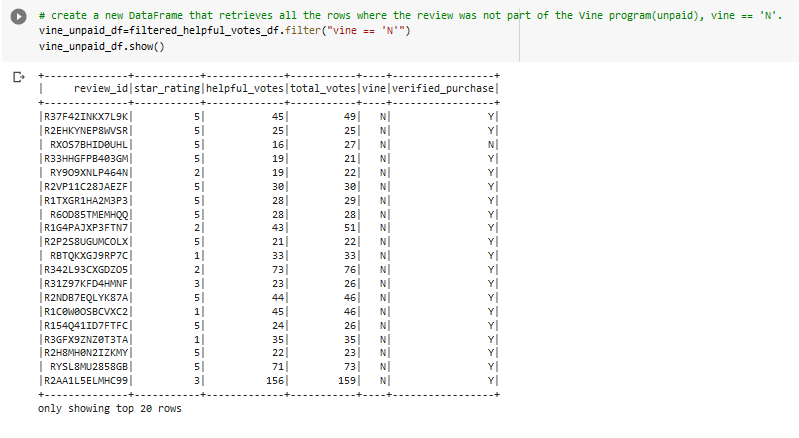 # create a new DataFrame that retrieves all the rows where the review was not part of the Vine program(unpaid), vine == 'N'.
vine_unpaid_df=filtered_helpful_votes_df.filter("vine == 'N'")
vine_unpaid_df.show()
+--------------+-----------+-------------+-----------+----+-----------------+
|     review_id|star_rating|helpful_votes|total_votes|vine|verified_purchase|
+--------------+-----------+-------------+-----------+----+-----------------+
|R37F42INKX7L9K|          5|           45|         49|   N|                Y|
|R2EHKYNEP8WVSR|          5|           25|         25|   N|                Y|
| RXOS7BHID0UHL|          5|           16|         27|   N|                N|
|R33HHGFPB403GM|          5|           19|         21|   N|                Y|
| RY9O9XNLP464N|          2|           19|         22|   N|                Y|
|R2VP11C28JAEZF|          5|           30|         30|   N|                Y|
|R1TXGR1HA2M3P3|          5|           28|         29|   N|                Y|
| R6OD85TMEMHQQ|          5|           28|         28|   N|                Y|
|R1G4PAJXP3FTN7|          2|           43|         51|   N|                Y|
|R2P2S8UGUMCOLX|          5|           21|         22|   N|                Y|
| RBTQKXGJ9RP7C|          1|           33|         33|   N|                Y|
|R342L93CXGDZO5|          2|           73|         76|   N|                Y|
|R31Z97KFD4HMNF|          3|           23|         26|   N|                Y|
|R2NDB7EQLYK87A|          5|           44|         46|   N|                Y|
|R1C0W0OSBCVXC2|          1|           45|         46|   N|                Y|
|R154Q41ID7FTFC|          5|           24|         26|   N|                Y|
|R3GFX9ZNZ0T3TA|          1|           35|         35|   N|                Y|
|R2H8MH0N2IZKMY|          5|           22|         23|   N|                Y|
| RYSL8MU2858GB|          5|           71|         73|   N|                Y|
|R2AA1L5ELMHC99|          3|          156|        159|   N|                Y|
+--------------+-----------+-------------+-----------+----+-----------------+
only showing top 20 rows